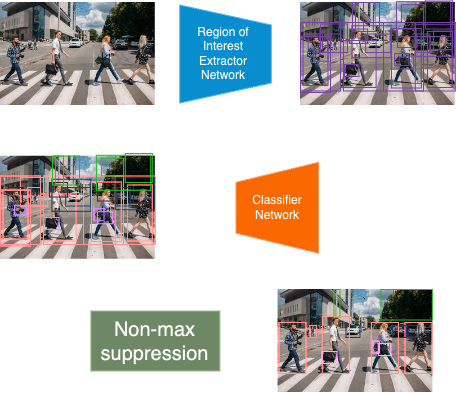 Region of
Interest
Extractor
Network
Classifier
Network
Non-max
suppression